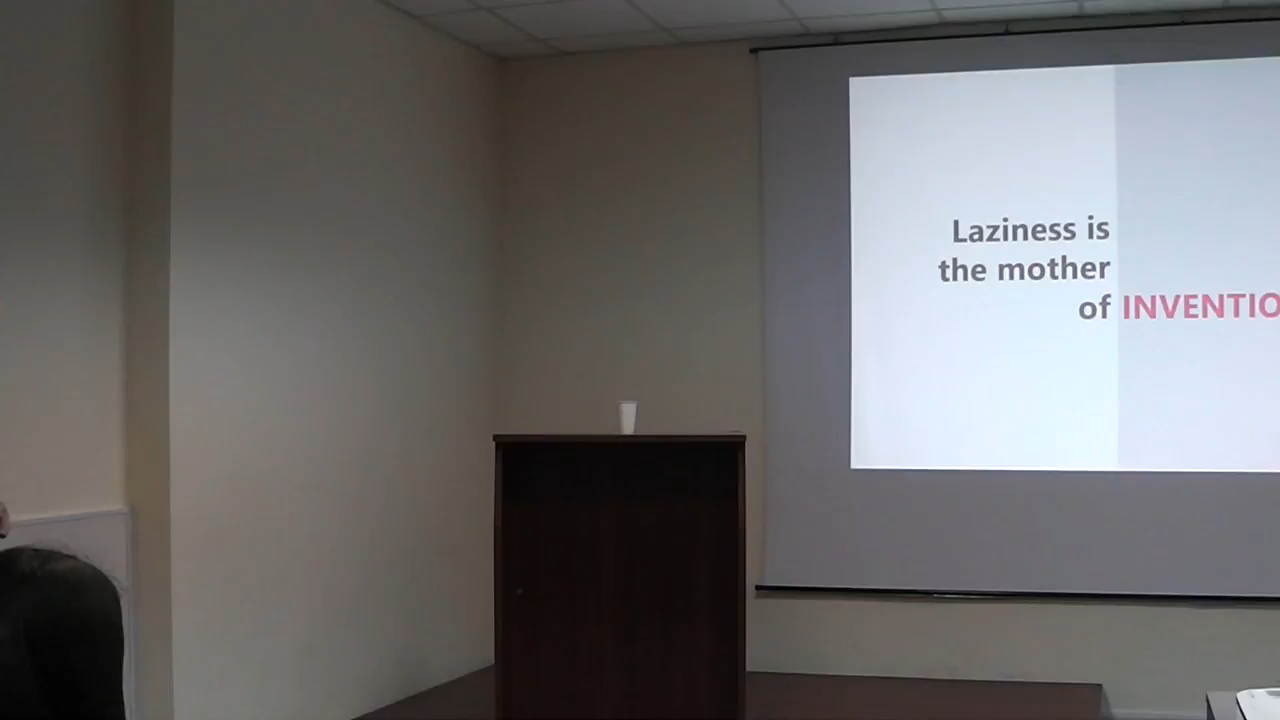 Laziness is
the mother
of INVENTIO